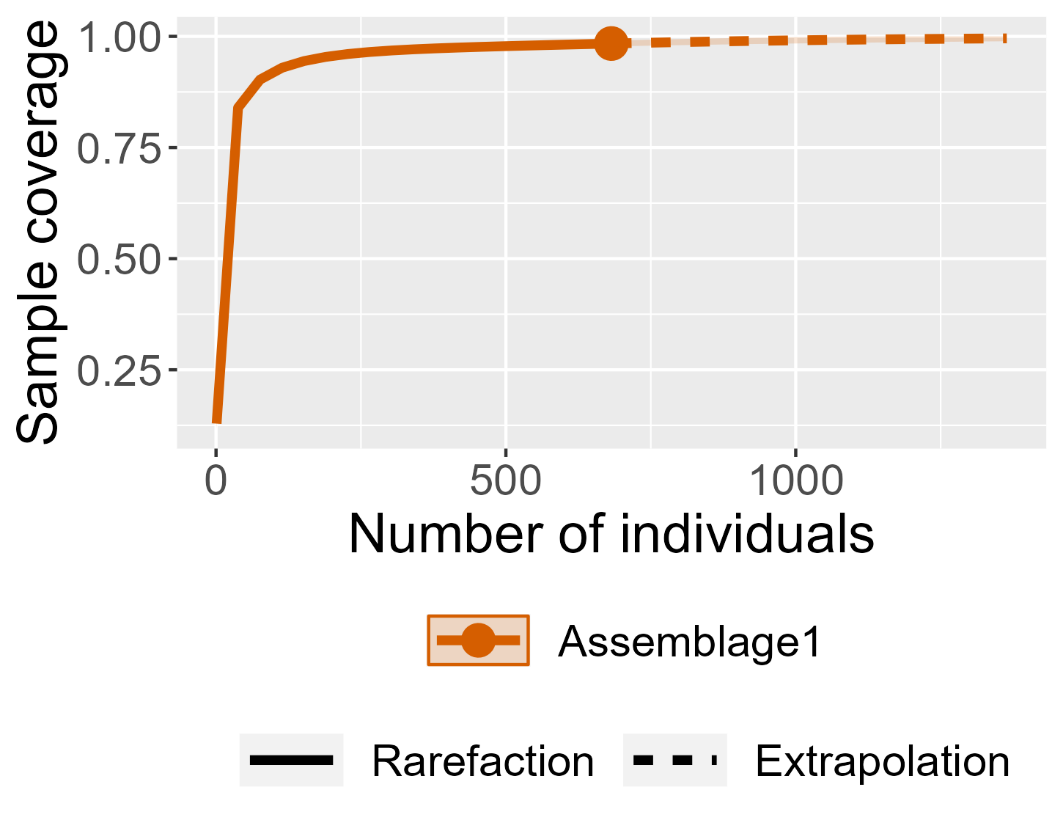 Sample coverage
1.00
0.75
0.50
0.25
0 500 1000
Number of individuals
Assemblage1
Rarefaction Extrapolation